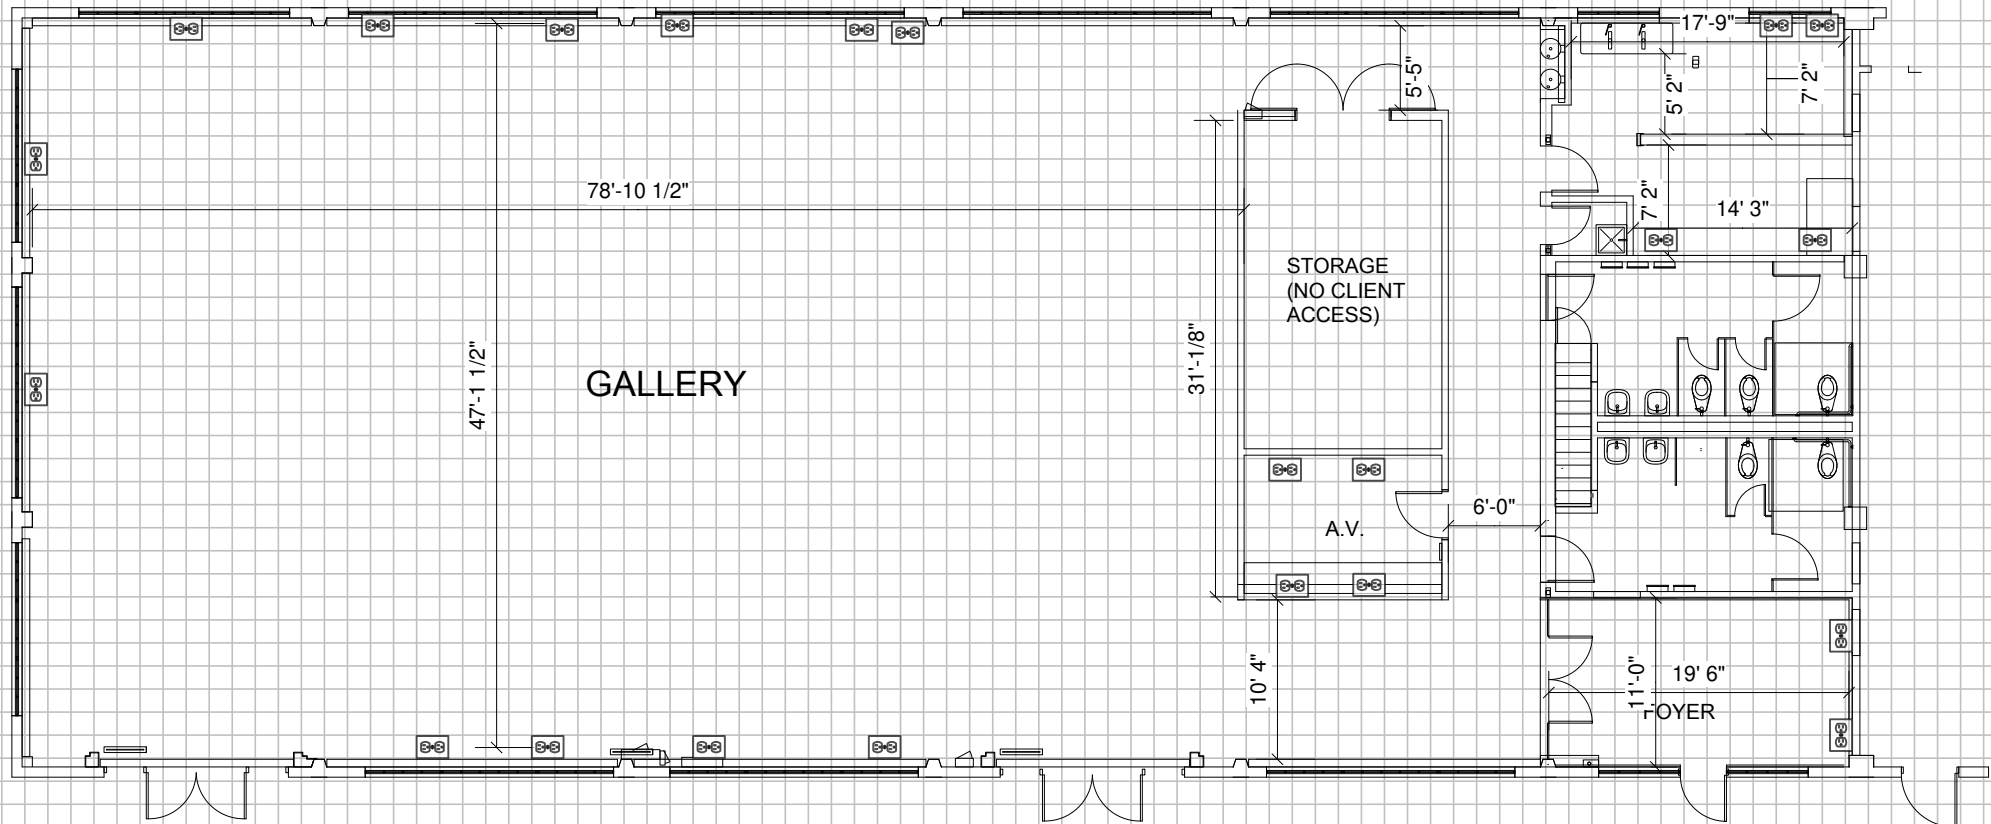 17'-9"
5'-5"
5' 2"
7' 2"
78'-10 1/2"
7' 2"
14' 3"
STORAGE
(NO CLIENT
ACCESS)
31'-1/8"
47'-1 1/2"
GALLERY
6'-0"
A.V.
10' 4"
11'-0"
19' 6"
FOYER